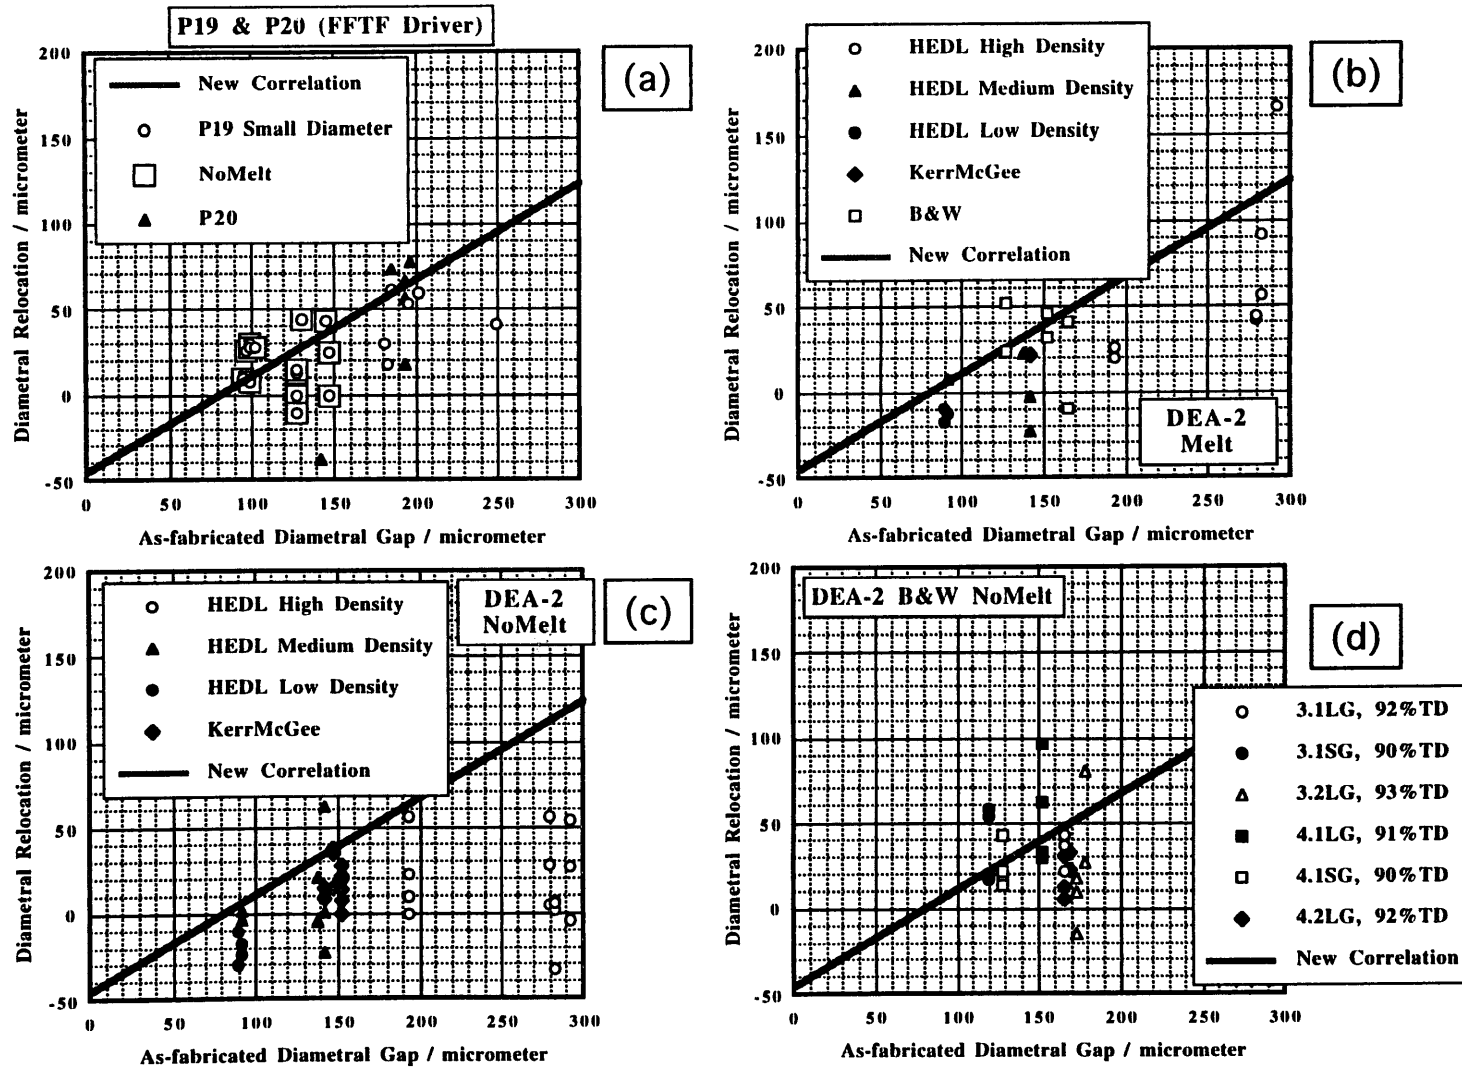 P19 & P20 (FFTF Driver)
(a)
New Correlation
P19 Small Diameter
NoMelt
P20
200
150
100
50
0
-50
0 50 100 150 200 250 300
Diametral Relocation / micrometer
As-fabricated Diametral Gap / micrometer
(b)
HEDL High Density
HEDL Medium Density
HEDL Low Density
KerrMcGee
B&W
New Correlation
DEA-2
Melt
200
150
100
50
0
-50
0 50 100 150 200 250 300
Diametral Relocation / micrometer
As-fabricated Diametral Gap / micrometer
(c)
DEA-2
NoMelt
HEDL High Density
HEDL Medium Density
HEDL Low Density
KerrMcGee
New Correlation
200
150
100
50
0
-50
0 50 100 150 200 250 300
Diametral Relocation / micrometer
As-fabricated Diametral Gap / micrometer
DEA-2 B&W NoMelt
(d)
3.1LG, 92%TD
3.1SG, 90%TD
3.2LG, 93%TD
4.1LG, 91%TD
4.1SG, 90%TD
4.2LG, 92%TD
New Correlation
200
150
100
50
0
-50
0 50 100 150 200 250 300
Diametral Relocation / micrometer
As-fabricated Diametral Gap / micrometer